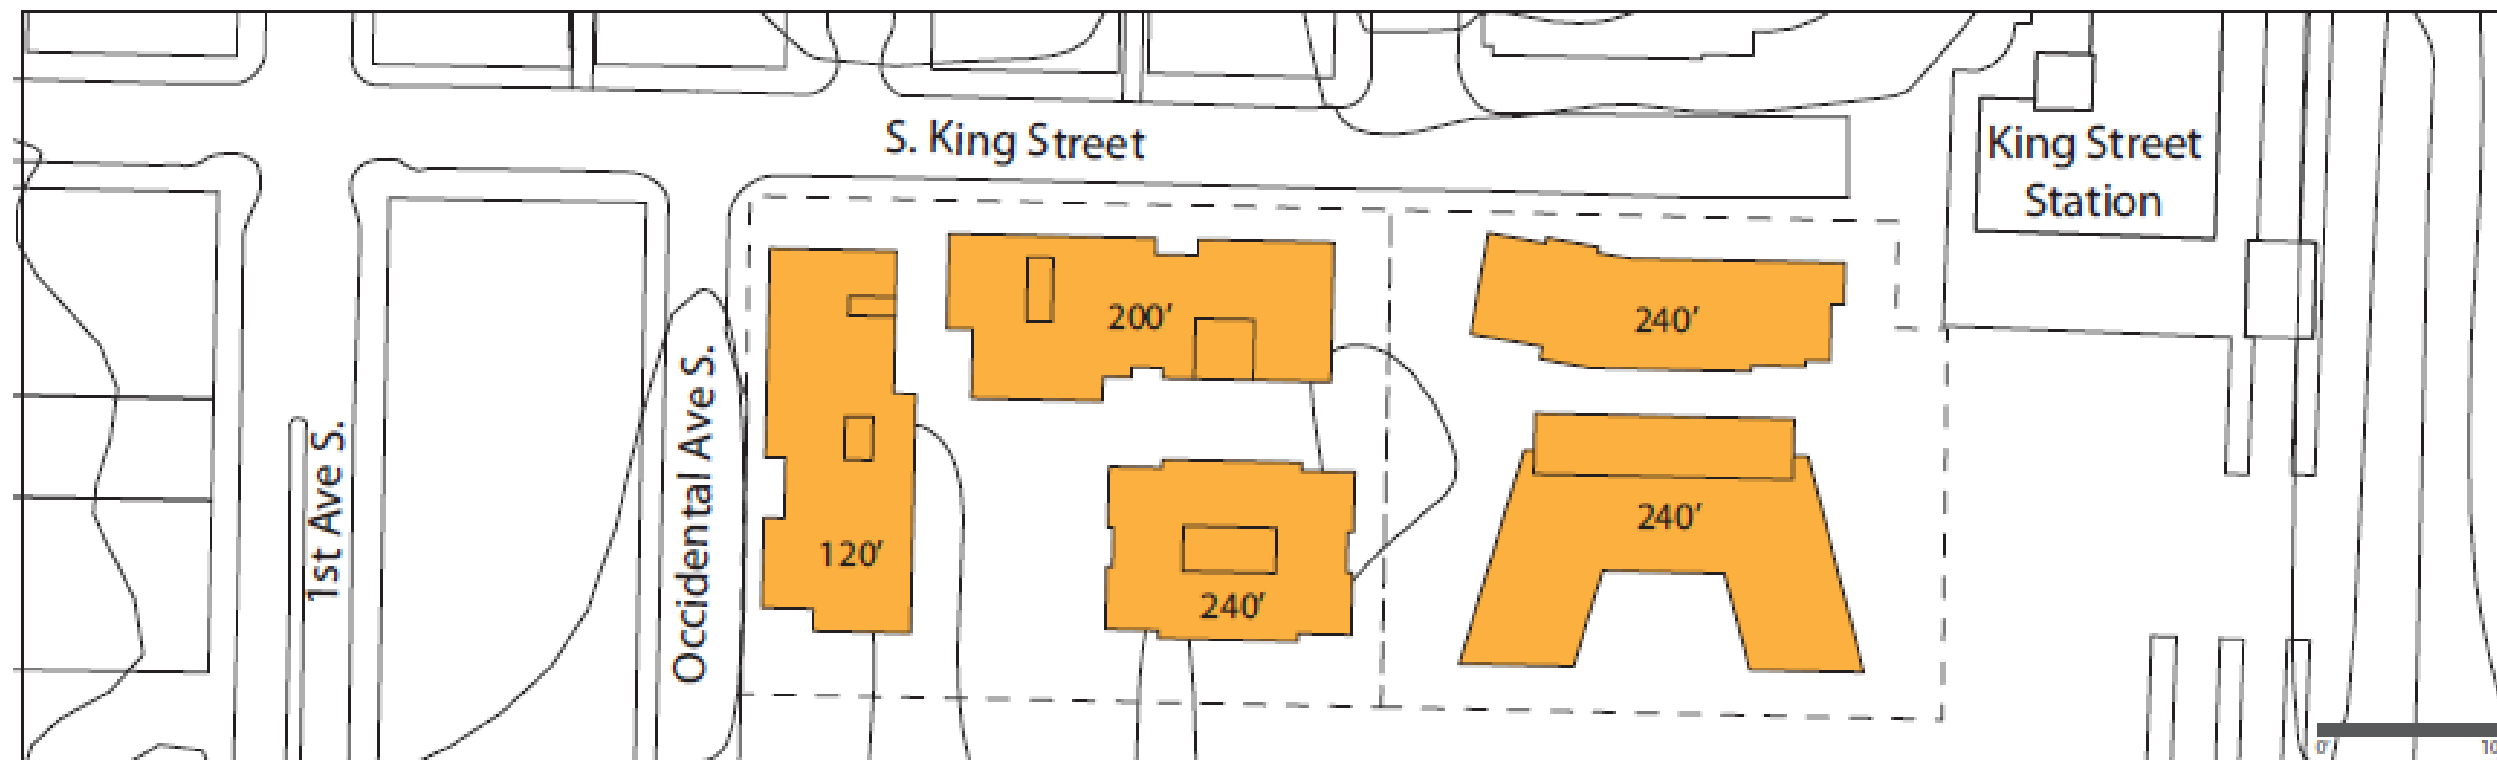 S. King Street
King Street
Station
200'
240'
1st Ave S.
Occidental Ave S.
120'
240'
240'
0'